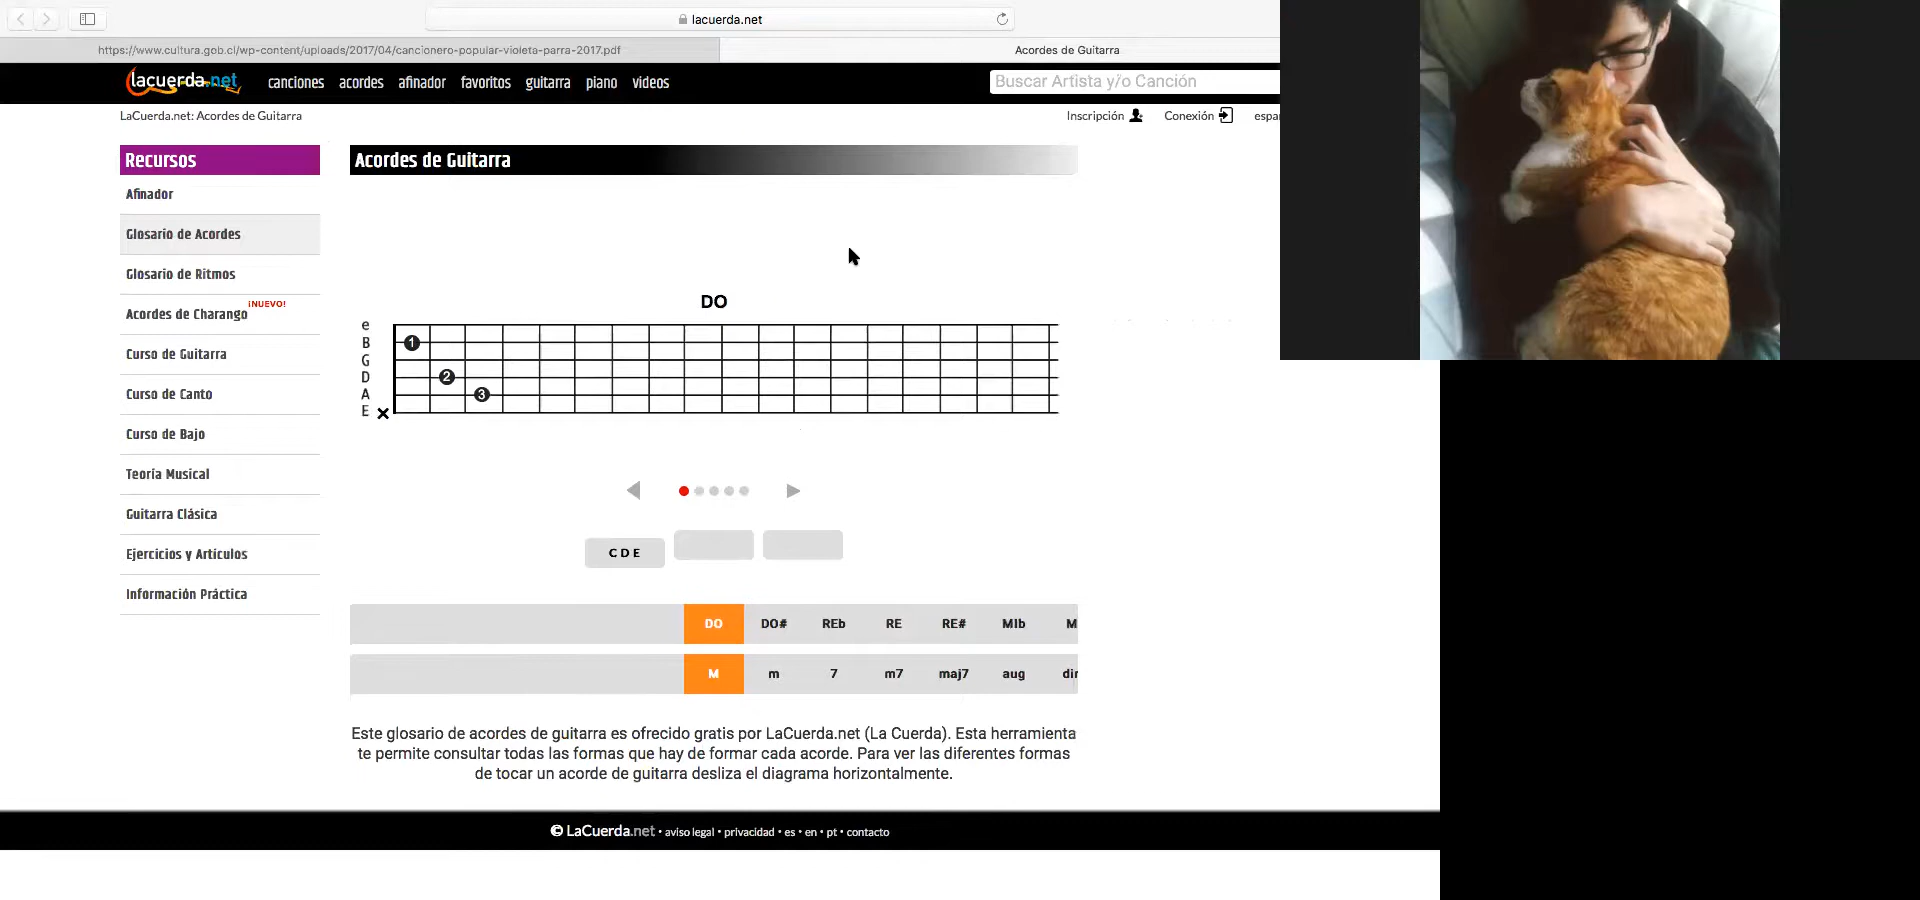 lacuerda.net
https://www.cultura.gob.cl/wp-content/uploads/2017/04/cancionero-popular-violeta-parra-2017.pdf
Acordes de Guitarra
lacuerda.net canciones acordes afinador favoritos guitarra piano videos
Buscar Artista y/o Canción
LaCuerda.net: Acordes de Guitarra
Inscripción Conexión espa
Recursos
Afinador
Glosario de Acordes
Glosario de Ritmos
Acordes de Charango ¡NUEVO!
Curso de Guitarra
Curso de Canto
Curso de Bajo
Teoría Musical
Guitarra Clásica
Ejercicios y Artículos
Información Práctica
Acordes de Guitarra
DO
e
B 1
G
D 2
A 3
E ×
C D E
DO DO# REb RE RE# MIb M
M m 7 m7 maj7 aug dim
Este glosario de acordes de guitarra es ofrecido gratis por LaCuerda.net (La Cuerda). Esta herramienta
te permite consultar todas las formas que hay de formar cada acorde. Para ver las diferentes formas
de tocar un acorde de guitarra desliza el diagrama horizontalmente.
© LaCuerda.net • aviso legal • privacidad • es • en • pt • contacto